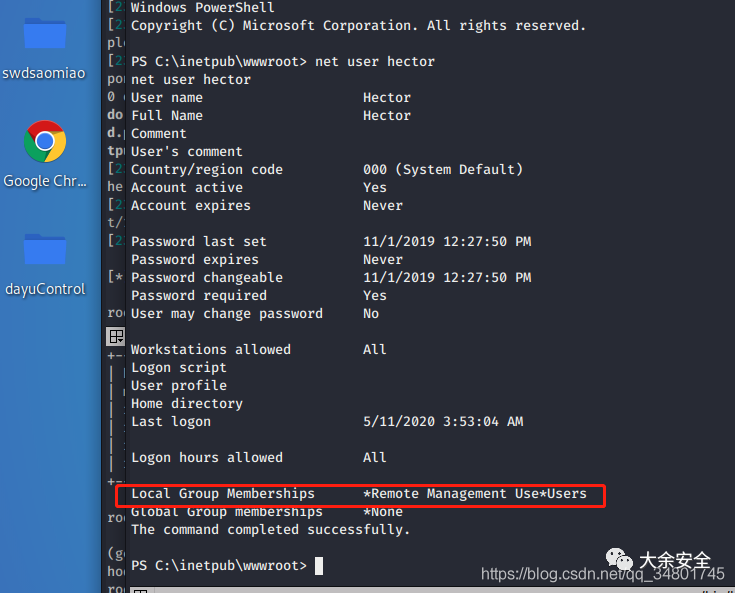 swdsaomiao
Google Chr...
dayuControl
Windows PowerShell
Copyright (C) Microsoft Corporation. All rights reserved.
PS C:\inetpub\wwwroot> net user hector
net user hector
User name Hector
Full Name Hector
Comment
User's comment
Country/region code 000 (System Default)
Account active Yes
Account expires Never
Password last set 11/1/2019 12:27:50 PM
Password expires Never
Password changeable 11/1/2019 12:27:50 PM
Password required Yes
User may change password No
Workstations allowed All
Logon script
User profile
Home directory
Last logon 5/11/2020 3:53:04 AM
Logon hours allowed All
Local Group Memberships *Remote Management Use*Users
Global Group memberships *None
The command completed successfully.
PS C:\inetpub\wwwroot>
大余安全
https://blog.csdn.net/qq_34801745